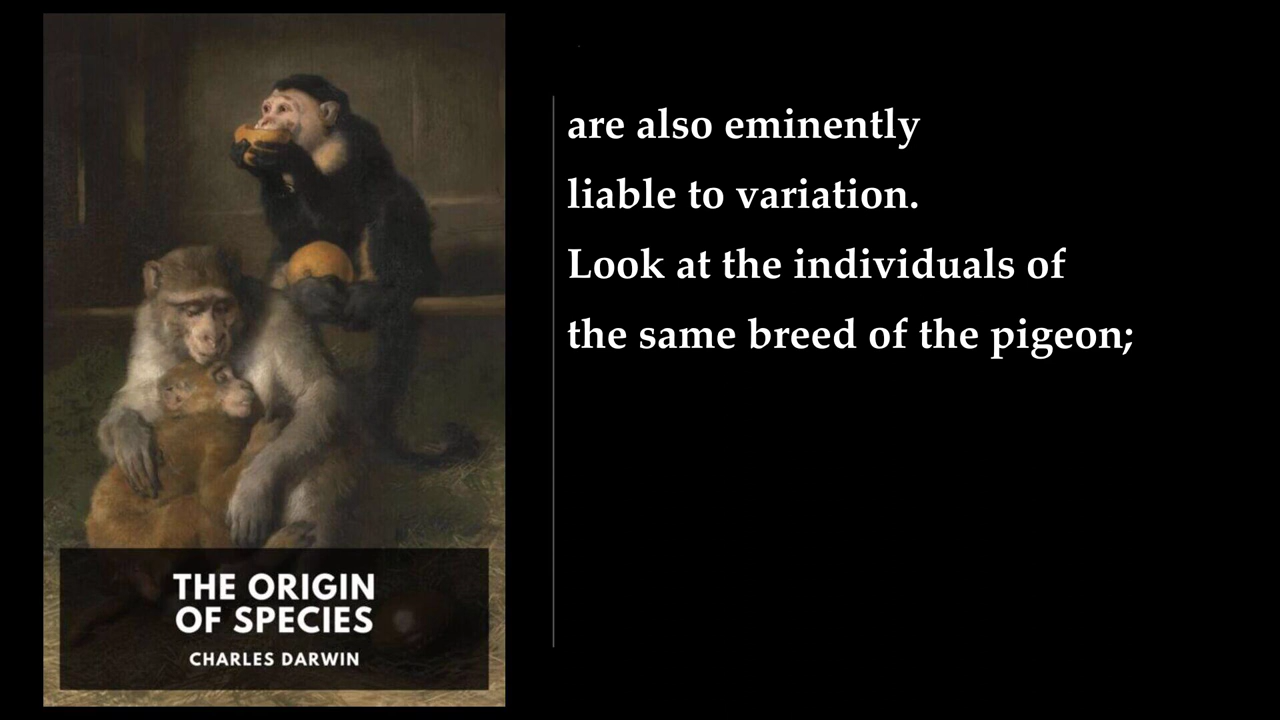 are also eminently
liable to variation.
Look at the individuals of
the same breed of the pigeon;
THE ORIGIN
OF SPECIES
CHARLES DARWIN